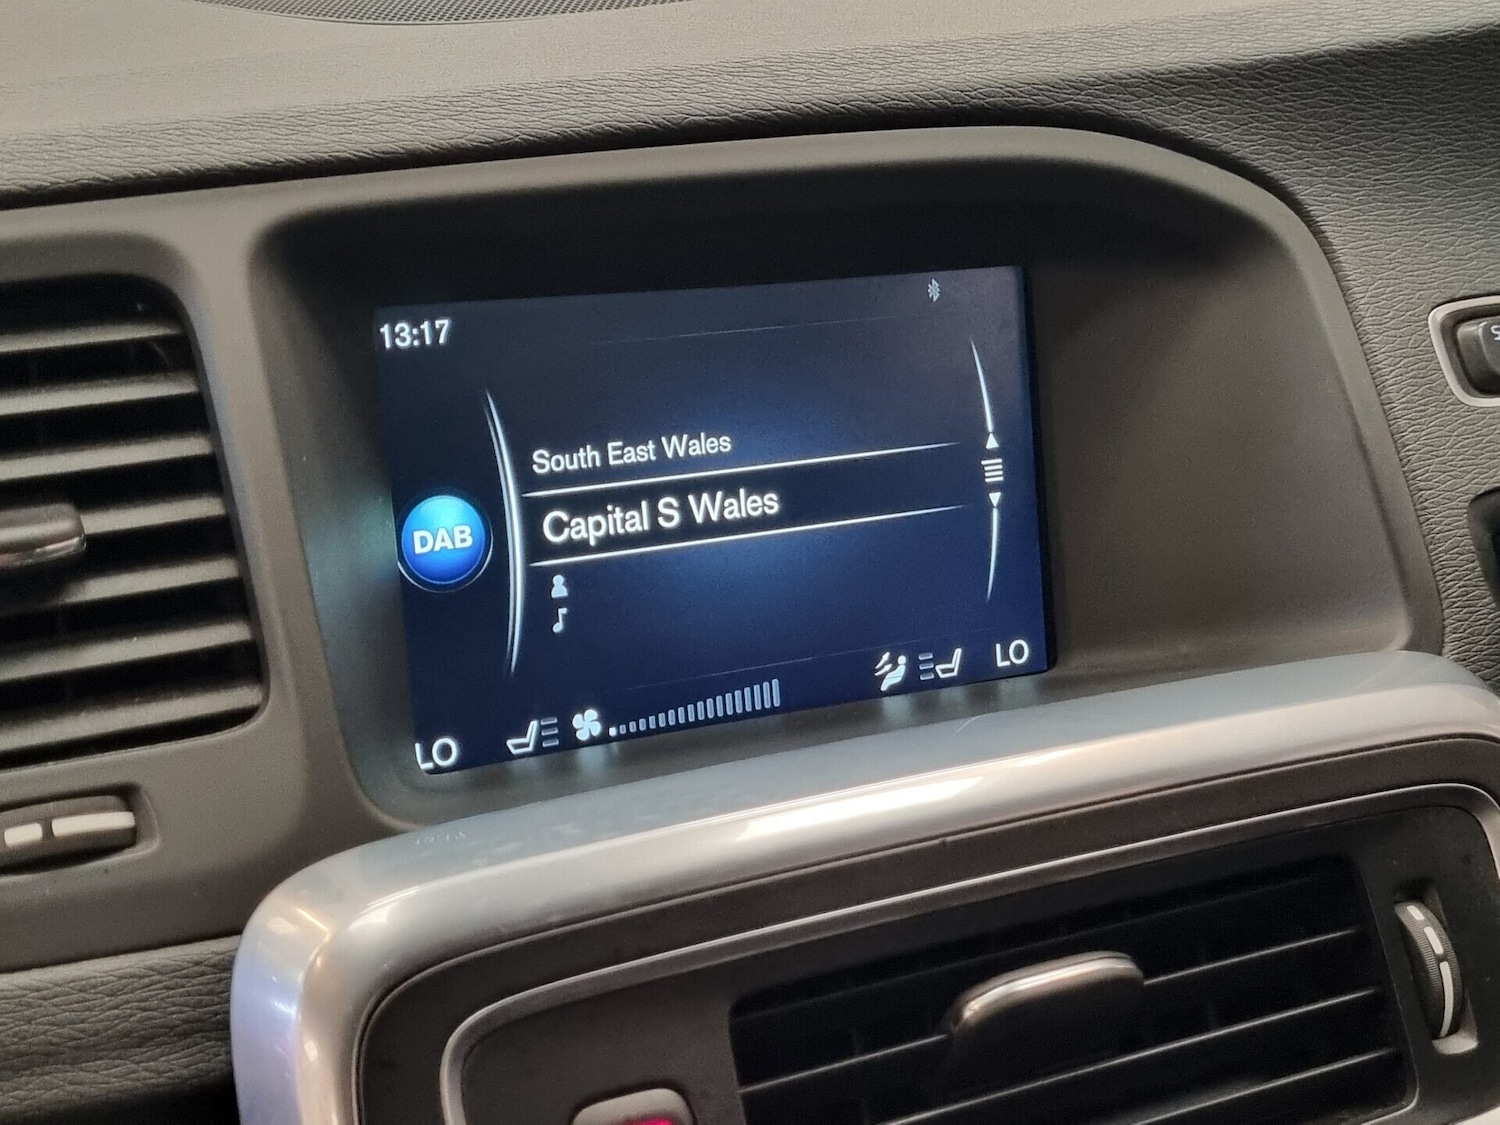 13:17
South East Wales
Capital S Wales
DAB
LO
LO